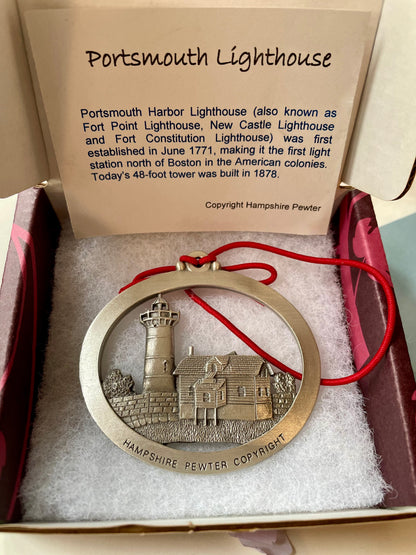 Portsmouth Lighthouse
Portsmouth Harbor Lighthouse (also known as
Fort Point Lighthouse, New Castle Lighthouse
and Fort Constitution Lighthouse) was first
established in June 1771, making it the first light
station north of Boston in the American colonies.
Today's 48-foot tower was built in 1878.
Copyright Hampshire Pewter
HAMPSHIRE PEWTER COPYRIGHT